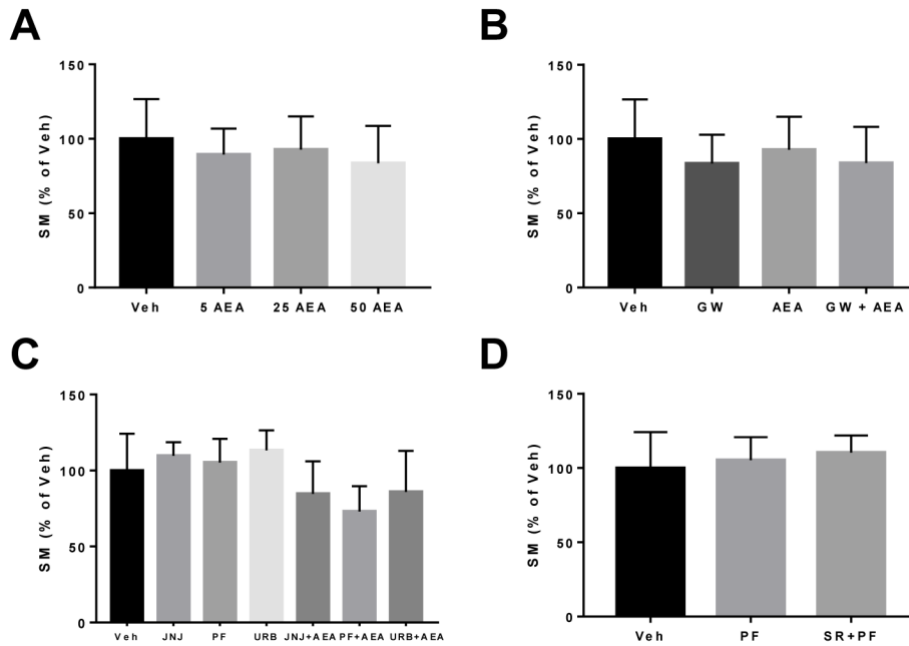 A
SM (% of Veh)
150
100
50
0
Veh 5 AEA 25 AEA 50 AEA
B
SM (% of Veh)
150
100
50
0
Veh GW AEA GW + AEA
C
SM (% of Veh)
150
100
50
0
Veh JNJ PF URB JNJ+AEA PF+AEA URB+AEA
D
SM (% of Veh)
150
100
50
0
Veh PF SR+PF